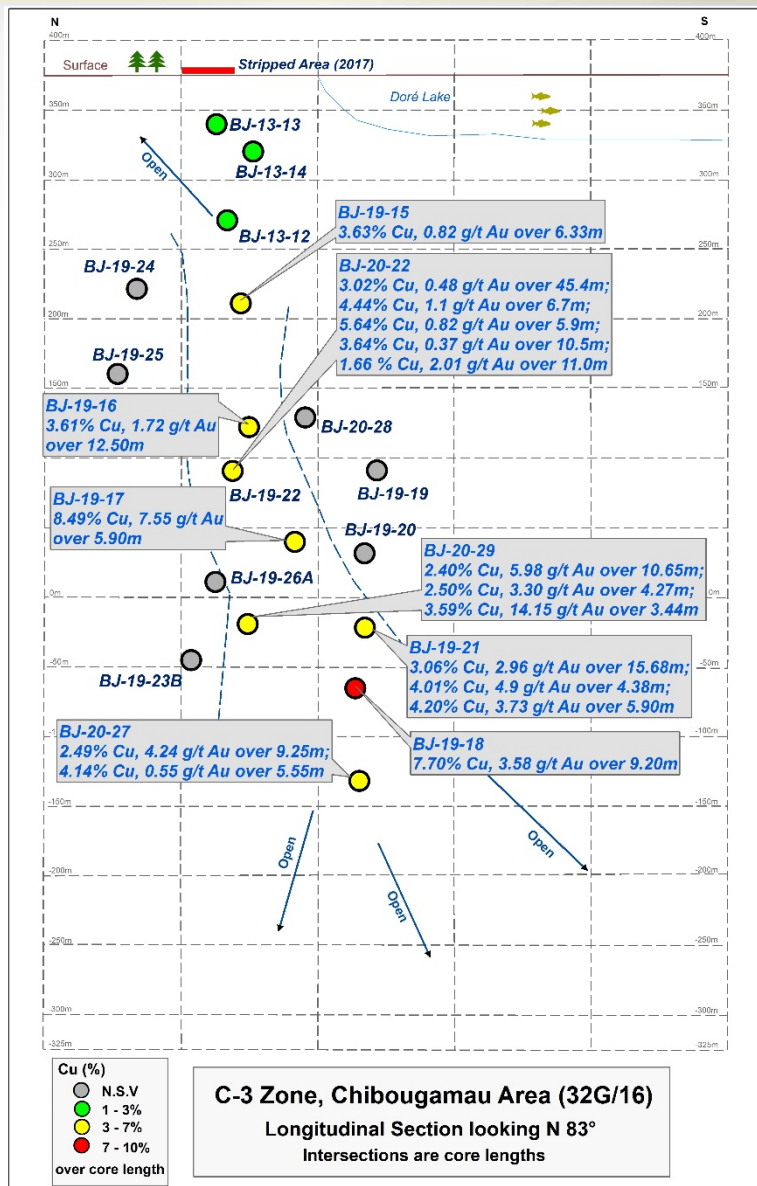 N
S
400m
400m
Surface
Stripped Area (2017)
Doré Lake
350m
350m
BJ-13-13
BJ-13-14
Open
300m
300m
BJ-13-12
BJ-19-15
3.63% Cu, 0.82 g/t Au over 6.33m
250m
250m
BJ-19-24
BJ-20-22
3.02% Cu, 0.48 g/t Au over 45.4m;
4.44% Cu, 1.1 g/t Au over 6.7m;
5.64% Cu, 0.82 g/t Au over 5.9m;
3.64% Cu, 0.37 g/t Au over 10.5m;
1.66 % Cu, 2.01 g/t Au over 11.0m
200m
200m
BJ-19-25
150m
150m
BJ-19-16
3.61% Cu, 1.72 g/t Au
over 12.50m
BJ-20-28
BJ-19-22
BJ-19-19
BJ-19-17
8.49% Cu, 7.55 g/t Au
over 5.90m
BJ-19-20
50m
BJ-20-29
2.40% Cu, 5.98 g/t Au over 10.65m;
2.50% Cu, 3.30 g/t Au over 4.27m;
3.59% Cu, 14.15 g/t Au over 3.44m
BJ-19-26A
0m
0m
BJ-19-21
3.06% Cu, 2.96 g/t Au over 15.68m;
4.01% Cu, 4.9 g/t Au over 4.38m;
4.20% Cu, 3.73 g/t Au over 5.90m
-50m
-50m
BJ-19-23B
BJ-20-27
2.49% Cu, 4.24 g/t Au over 9.25m;
4.14% Cu, 0.55 g/t Au over 5.55m
BJ-19-18
7.70% Cu, 3.58 g/t Au over 9.20m
-100m
-150m
-150m
Open
Open
Open
-200m
-200m
-250m
-250m
-300m
-300m
-325m
-325m
Cu (%)
N.S.V
1 - 3%
3 - 7%
7 - 10%
over core length
C-3 Zone, Chibougamau Area (32G/16)
Longitudinal Section looking N 83°
Intersections are core lengths